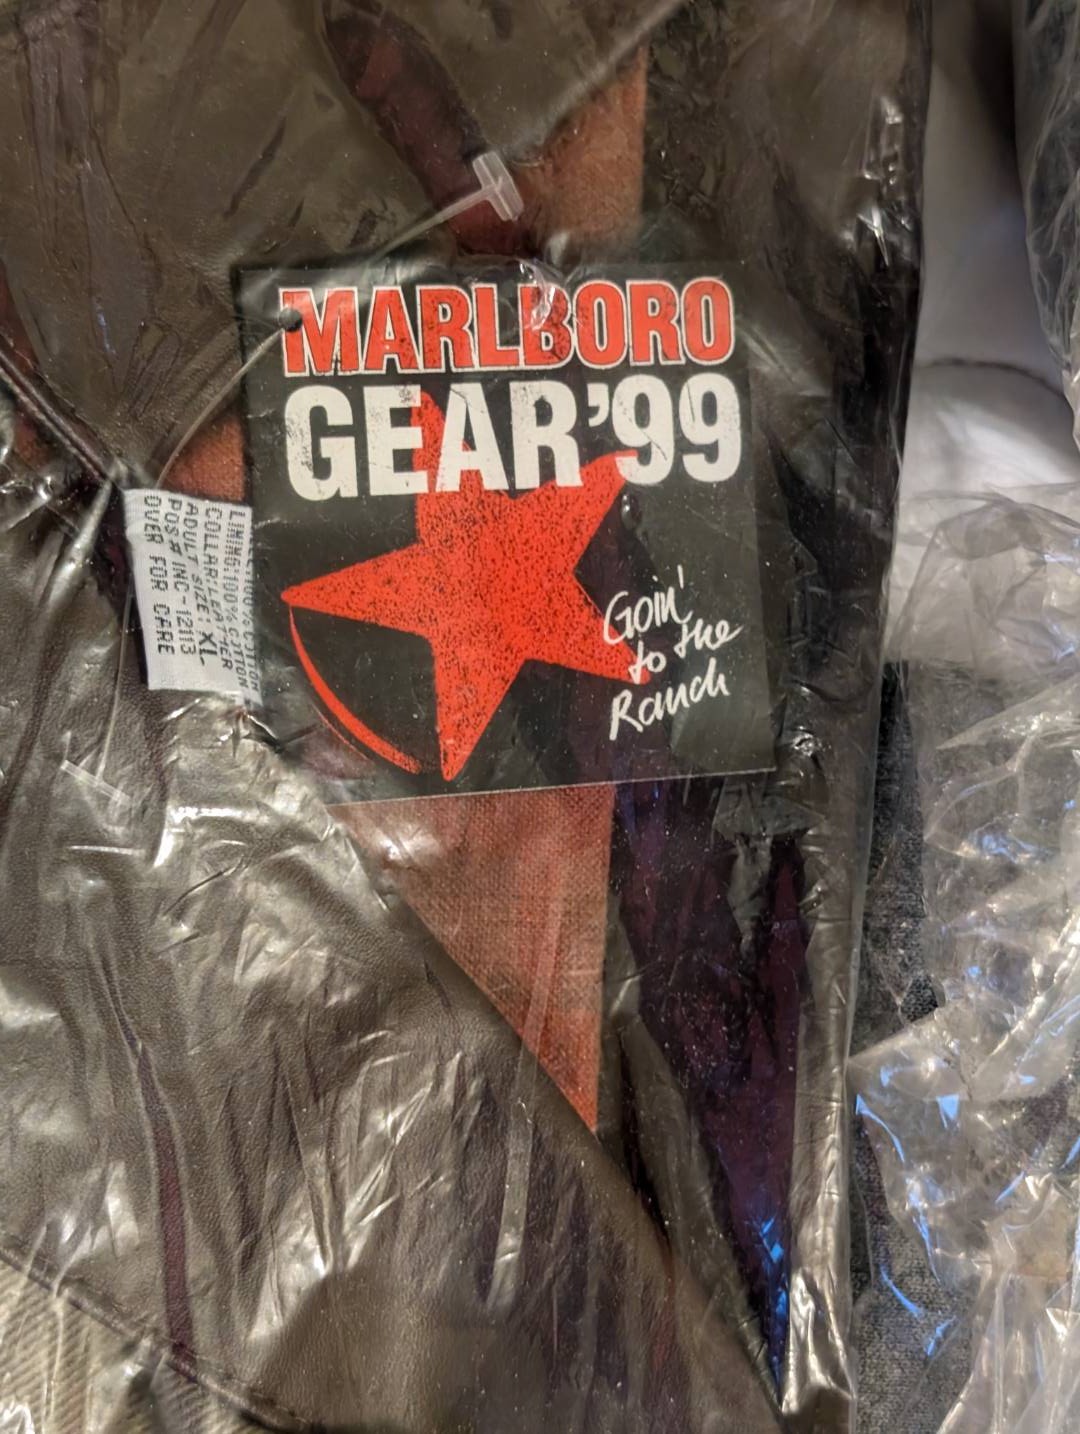 MARLBORO
GEAR'99
Goin'
to the
Ranch
LINING:100% COTTON
COLLAR:LEATHER
ADULT SIZE: XL
POS# INC-12113
OVER FOR CARE